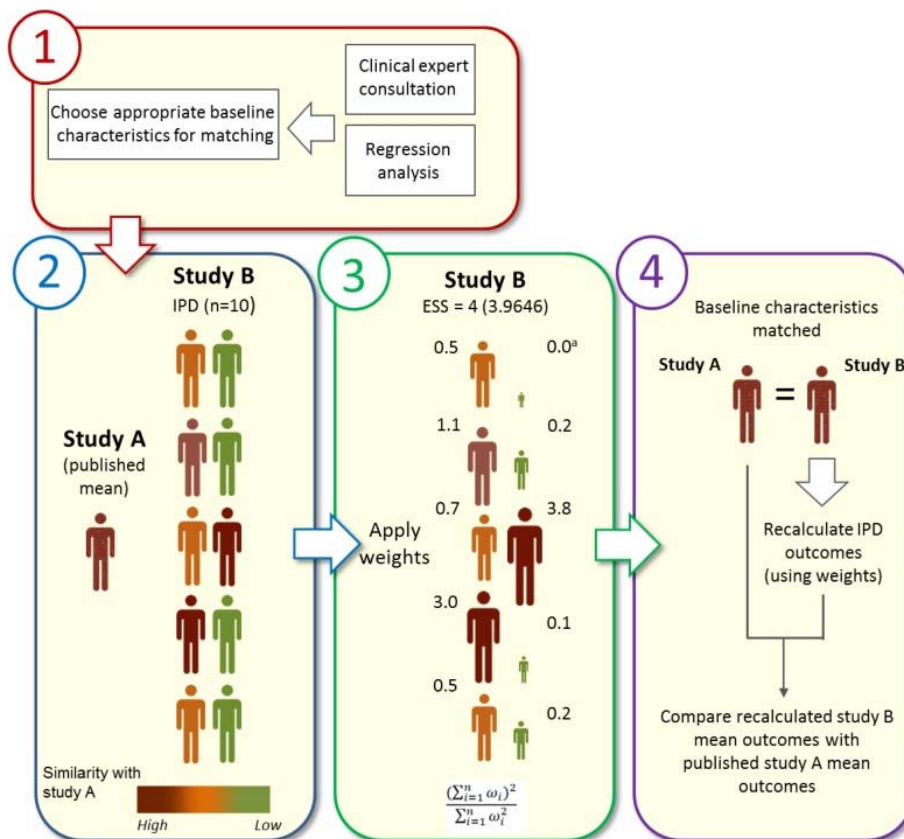 1
Clinical expert
consultation
Choose appropriate baseline
characteristics for matching
Regression
analysis
2
Study B
IPD (n=10)
Study A
(published
mean)
Similarity with
study A
High
Low
3
Study B
ESS = 4 (3.9646)
0.5
0.0ᵃ
1.1
0.2
0.7
3.8
Apply
weights
3.0
0.1
0.5
0.2
(∑ⁿᵢ₌₁ ωᵢ)²
∑ⁿᵢ₌₁ ωᵢ²
4
Baseline characteristics
matched
Study A
=
Study B
Recalculate IPD
outcomes
(using weights)
Compare recalculated study B
mean outcomes with
published study A mean
outcomes